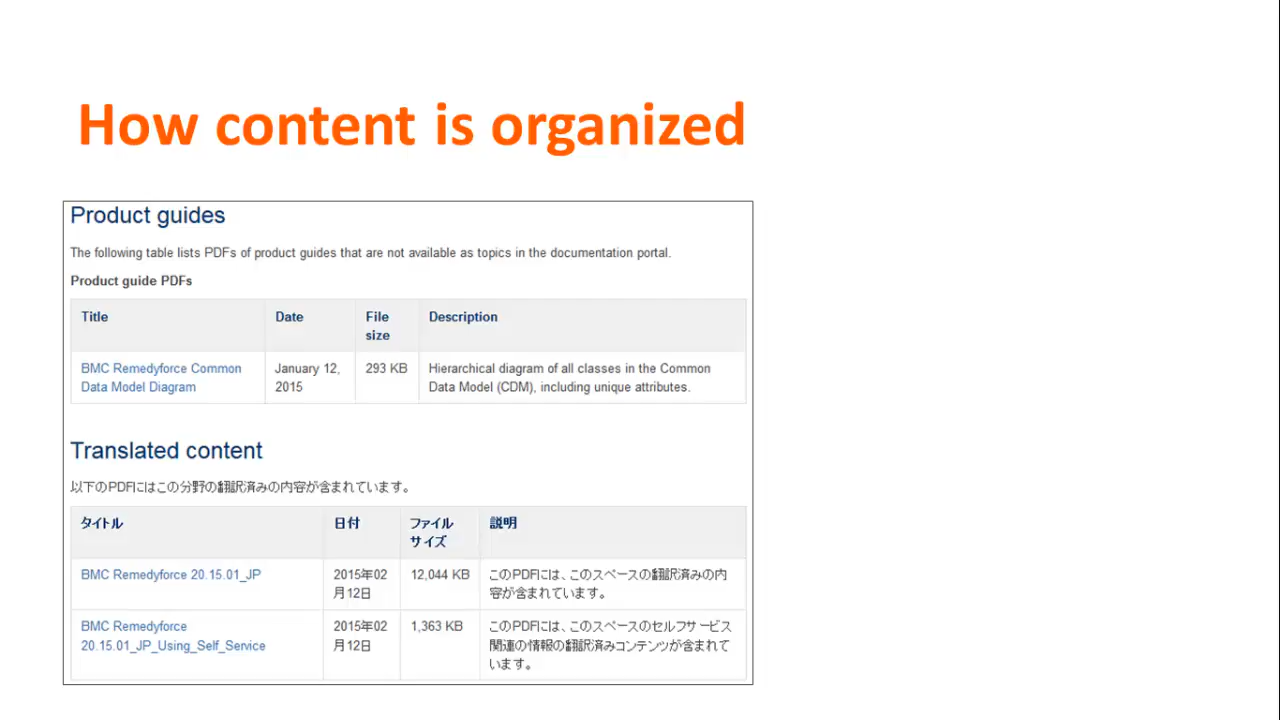 How content is organized
Product guides
The following table lists PDFs of product guides that are not available as topics in the documentation portal.
Product guide PDFs
Title Date File size Description
BMC Remedyforce Common Data Model Diagram January 12, 2015 293 KB Hierarchical diagram of all classes in the Common Data Model (CDM), including unique attributes.
Translated content
以下のPDFにはこの分野の翻訳済みの内容が含まれています。
タイトル 日付 ファイル サイズ 説明
BMC Remedyforce 20.15.01_JP 2015年02月12日 12,044 KB このPDFには、このスペースの翻訳済みの内容が含まれています。
BMC Remedyforce 20.15.01_JP_Using_Self_Service 2015年02月12日 1,363 KB このPDFには、このスペースのセルフサービス関連の情報の翻訳済みコンテンツが含まれています。